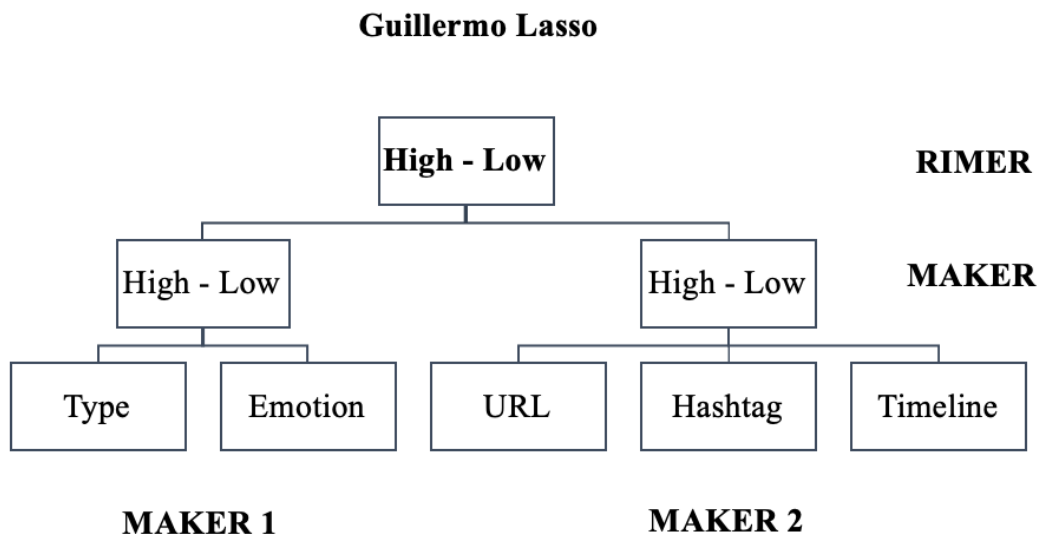 Guillermo Lasso
High - Low
RIMER
High - Low
High - Low
MAKER
Type
Emotion
URL
Hashtag
Timeline
MAKER 1
MAKER 2